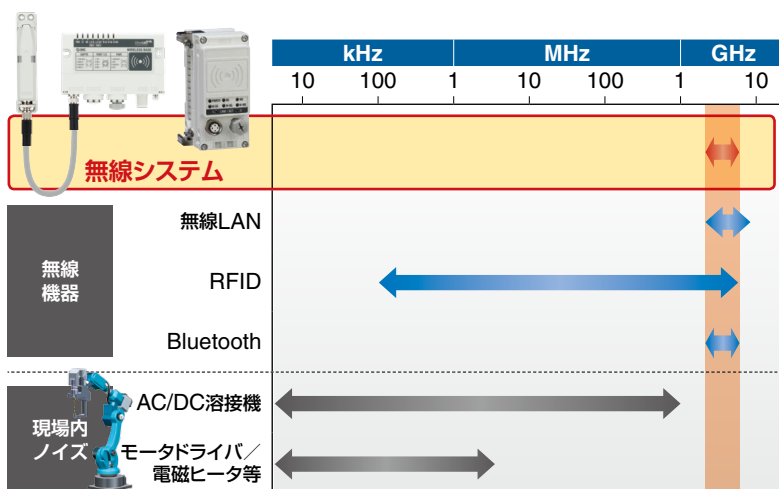 kHz MHz GHz
10 100 1 10 100 1 10
無線システム
無線LAN
無線
機器
RFID
Bluetooth
AC/DC溶接機
現場内
ノイズ
モータドライバ／
電磁ヒータ等